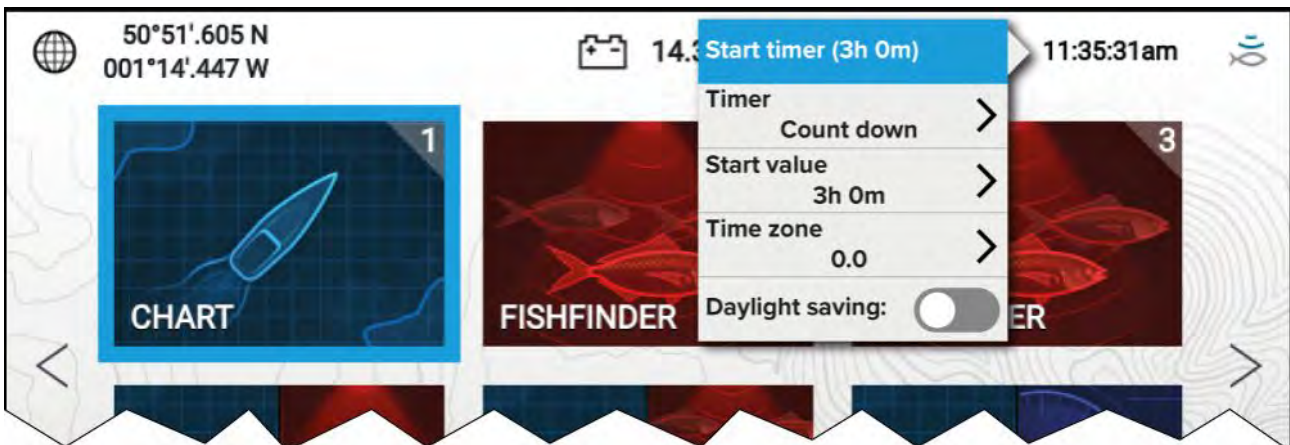 50°51'.605 N
001°14'.447 W
14.
Start timer (3h 0m)
11:35:31am
Timer
Count down
Start value
3h 0m
Time zone
0.0
Daylight saving:
1
3
CHART
FISHFINDER
ER